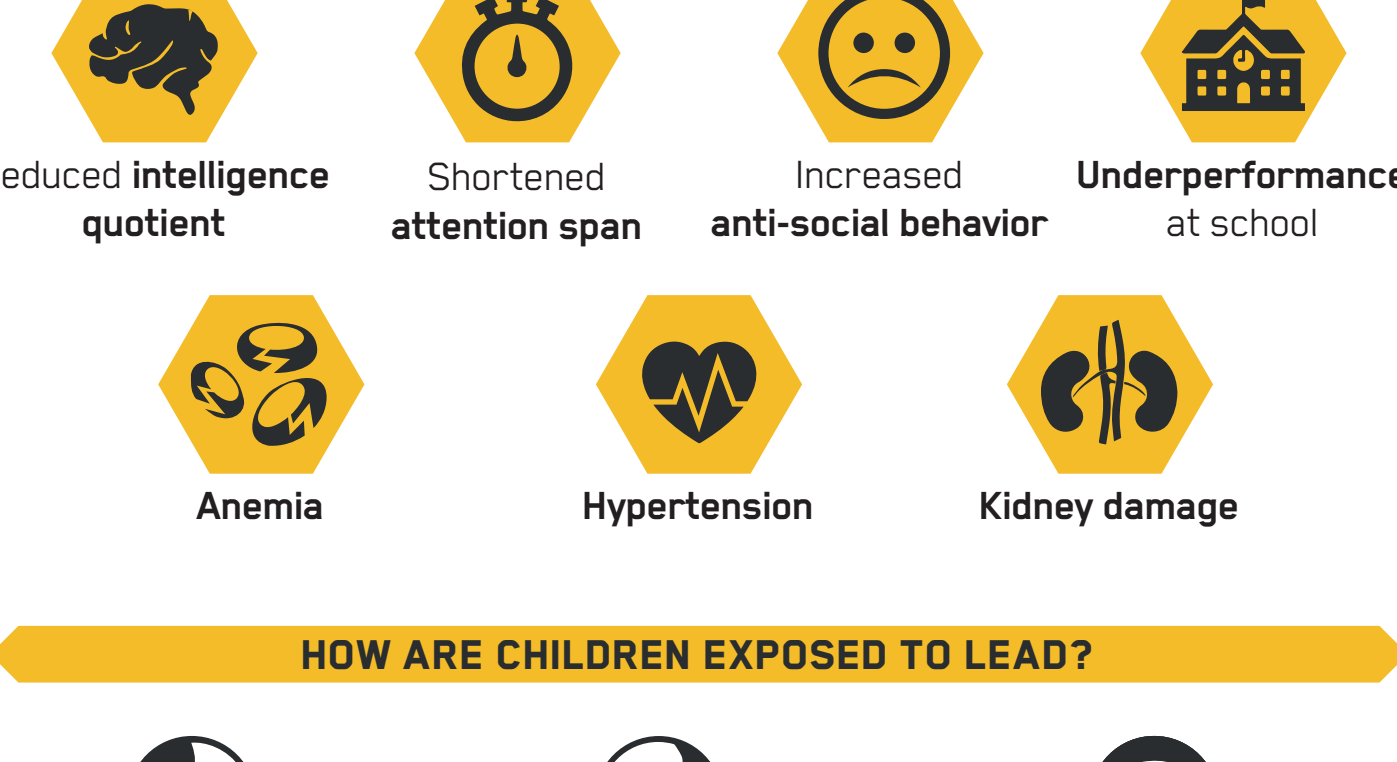 educed intelligence
quotient
Shortened
attention span
Increased
anti-social behavior
Underperformance
at school
Anemia
Hypertension
Kidney damage
HOW ARE CHILDREN EXPOSED TO LEAD?